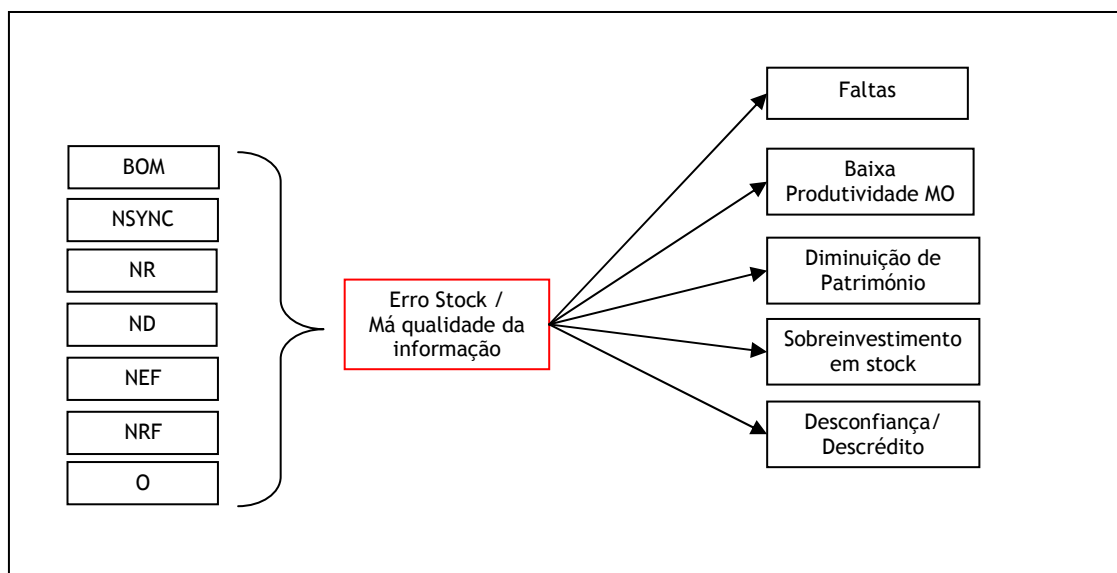 BOM
NSYNC
NR
ND
NEF
NRF
O
Erro Stock /
Má qualidade da
informação
Faltas
Baixa
Produtividade MO
Diminuição de
Património
Sobreinvestimento
em stock
Desconfiança/
Descrédito